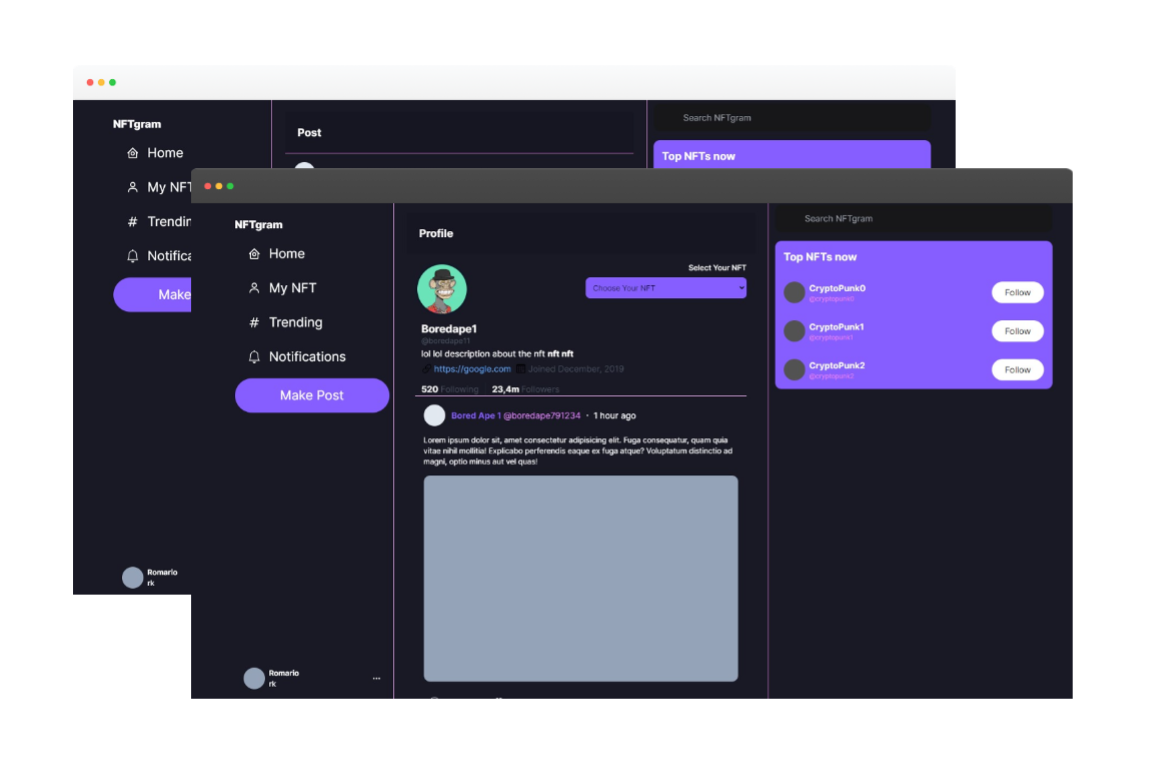 NFTgram
Home
My NFT
Trendin
Notifica
Make
Romario
rk
Post
Search NFTgram
Top NFTs now
NFTgram
Home
My NFT
# Trending
Notifications
Make Post
Romario
rk
...
Profile
Select Your NFT
Choose Your NFT
Boredape1
@boredape11
lol lol description about the nft nft nft
https://google.com Joined December, 2019
520 Following 23,4m Followers
Bored Ape 1 @boredape791234 · 1 hour ago
Lorem ipsum dolor sit, amet consectetur adipisicing elit. Fuga consequatur, quam quia
vitae nihil mollitia! Explicabo perferendis eaque ex fuga atque? Voluptatum distinctio ad
magni, optio minus aut vel quas!
Search NFTgram
Top NFTs now
CryptoPunk0
@cryptopunk0
Follow
CryptoPunk1
@cryptopunk1
Follow
CryptoPunk2
@cryptopunk2
Follow